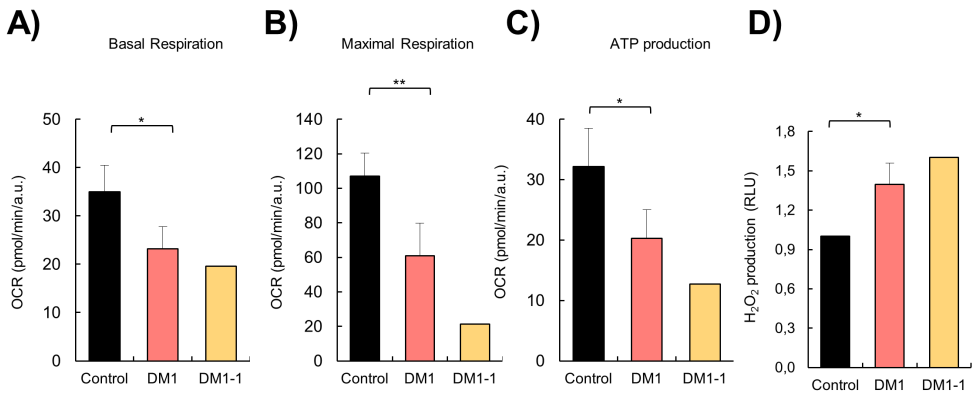 A)
Basal Respiration
*
OCR (pmol/min/a.u.)
50
40
30
20
10
0
Control DM1 DM1-1
B)
Maximal Respiration
**
OCR (pmol/min/a.u.)
140
120
100
80
60
40
20
0
Control DM1 DM1-1
C)
ATP production
*
OCR (pmol/min/a.u.)
40
30
20
10
0
Control DM1 DM1-1
D)
*
H₂O₂ production (RLU)
1,8
1,5
1,2
0,9
0,6
0,3
0,0
Control DM1 DM1-1